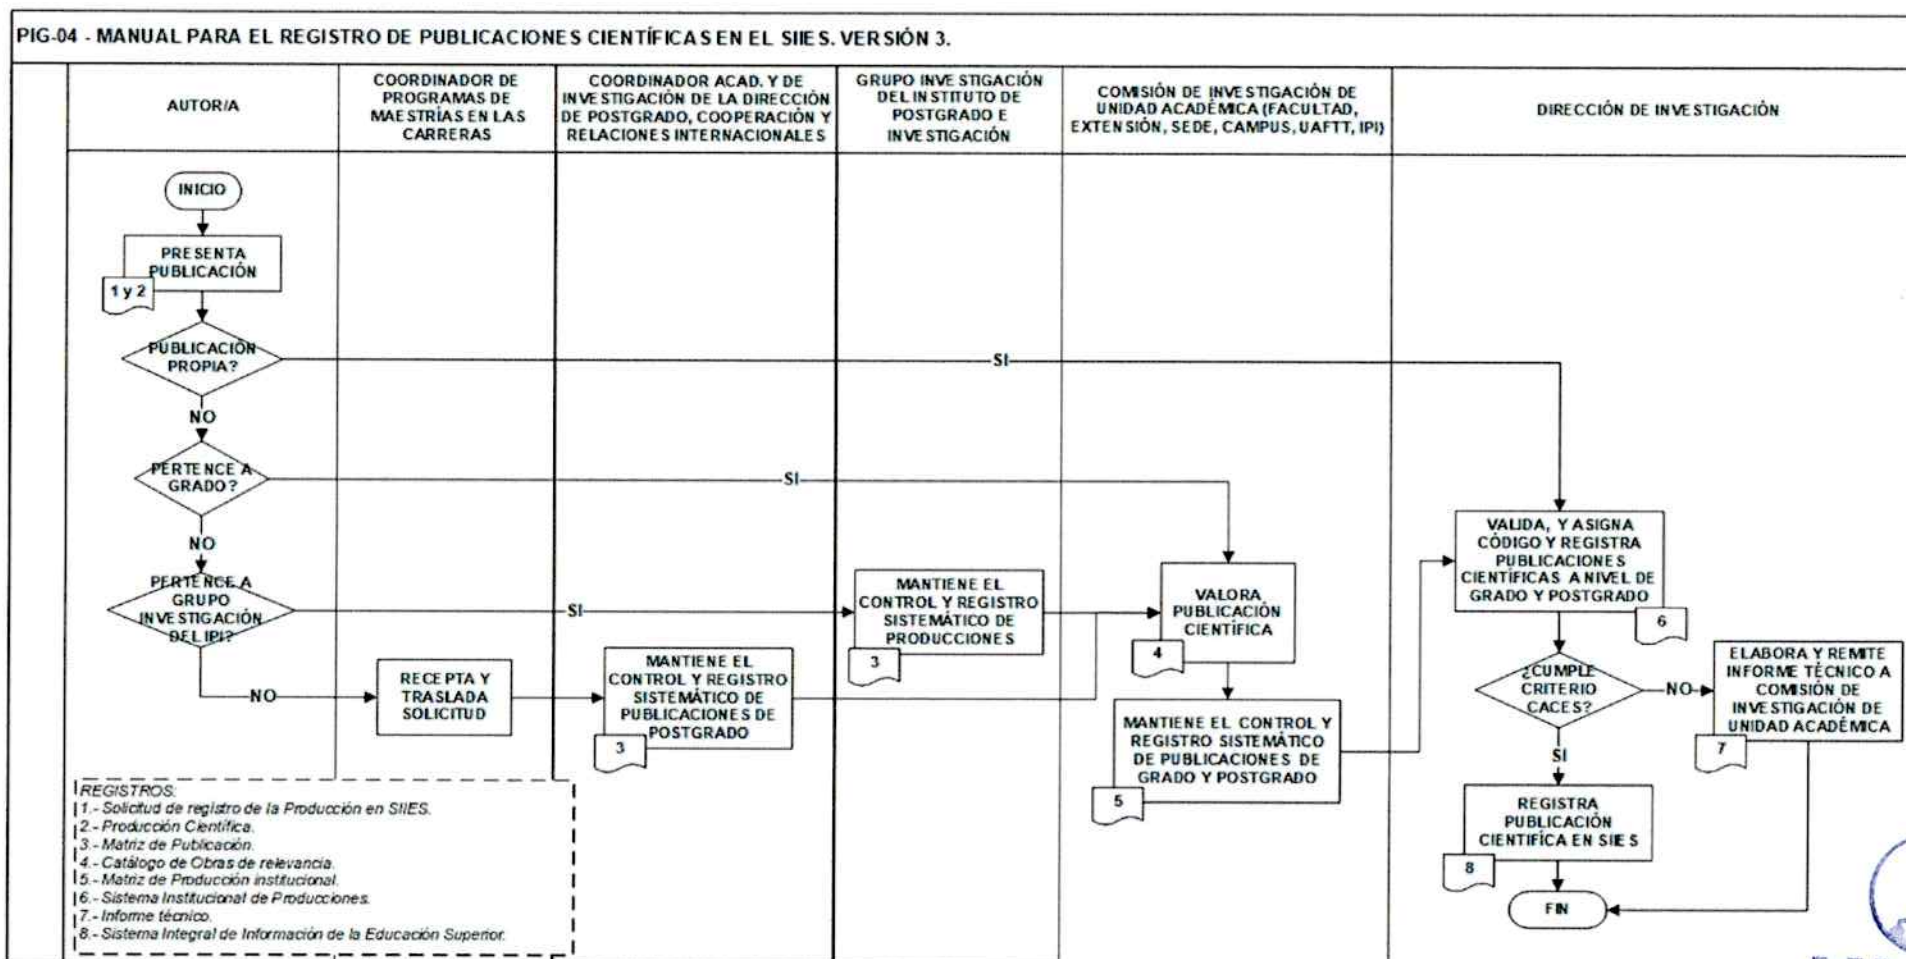 PIG-04 - MANUAL PARA EL REGISTRO DE PUBLICACIONES CIENTÍFICAS EN EL SIIES. VERSIÓN 3.
AUTOR/A
COORDINADOR DE
PROGRAMAS DE
MAESTRÍAS EN LAS
CARRERAS
COORDINADOR ACAD. Y DE
INVESTIGACIÓN DE LA DIRECCIÓN
DE POSTGRADO, COOPERACIÓN Y
RELACIONES INTERNACIONALES
GRUPO INVESTIGACIÓN
DEL INSTITUTO DE
POSTGRADO E
INVESTIGACIÓN
COMISIÓN DE INVESTIGACIÓN DE
UNIDAD ACADÉMICA (FACULTAD,
EXTENSIÓN, SEDE, CAMPUS, UAFTT, IPI)
DIRECCIÓN DE INVESTIGACIÓN
INICIO
PRESENTA
PUBLICACIÓN
1 y 2
PUBLICACIÓN
PROPIA?
SI
NO
PERTENCE A
GRADO?
SI
NO
PERTENCE A
GRUPO
INVESTIGACIÓN
DEL IPI?
SI
NO
RECEPTA Y
TRASLADA
SOLICITUD
MANTIENE EL
CONTROL Y REGISTRO
SISTEMÁTICO DE
PUBLICACIONES DE
POSTGRADO
3
MANTIENE EL
CONTROL Y REGISTRO
SISTEMÁTICO DE
PRODUCCIONES
3
VALORA
PUBLICACIÓN
CIENTÍFICA
4
MANTIENE EL CONTROL Y
REGISTRO SISTEMÁTICO
DE PUBLICACIONES DE
GRADO Y POSTGRADO
5
VALIDA, Y ASIGNA
CÓDIGO Y REGISTRA
PUBLICACIONES
CIENTÍFICAS A NIVEL DE
GRADO Y POSTGRADO
6
¿CUMPLE
CRITERIO
CACES?
NO
ELABORA Y REMITE
INFORME TÉCNICO A
COMISIÓN DE
INVESTIGACIÓN DE
UNIDAD ACADÉMICA
7
SI
REGISTRA
PUBLICACIÓN
CIENTIFÍCA EN SIIES
8
FIN
REGISTROS:
1.- Solicitud de registro de la Producción en SIIES.
2.- Producción Científica.
3.- Matriz de Publicación.
4.- Catálogo de Obras de relevancia.
5.- Matriz de Producción institucional.
6.- Sistema Institucional de Producciones.
7.- Informe técnico.
8.- Sistema Integral de Información de la Educación Superior.